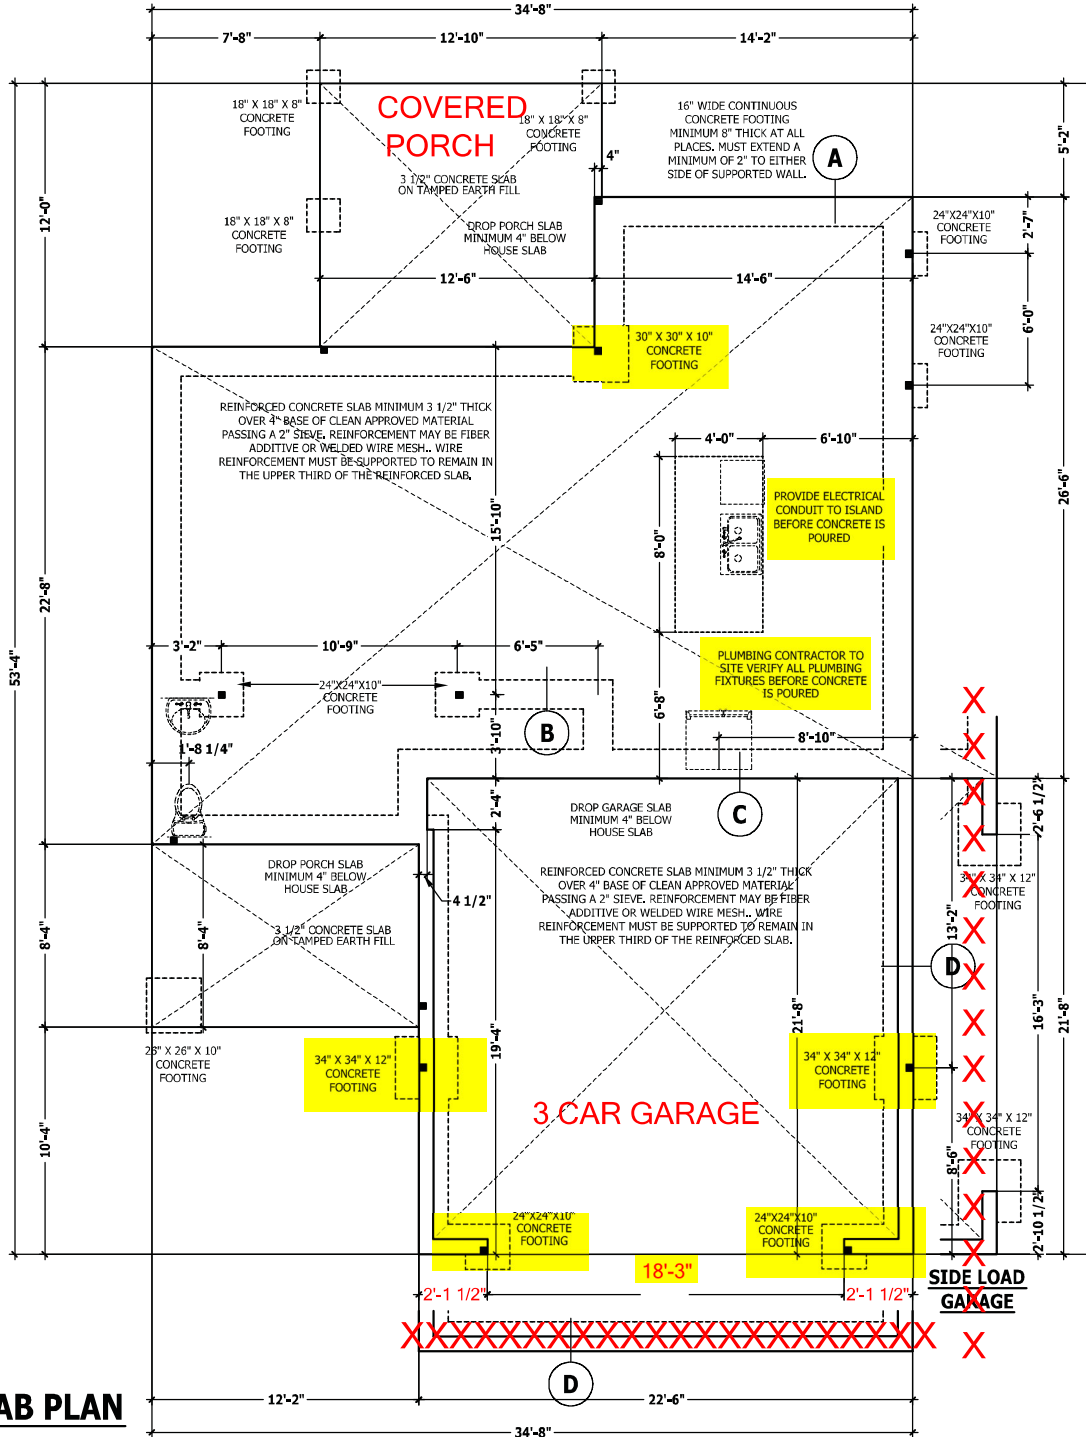 34'-8"
7'-8"
12'-10"
14'-2"
COVERED
PORCH
18" X 18" X 8"
CONCRETE
FOOTING
18" X 18" X 8"
CONCRETE
FOOTING
16" WIDE CONTINUOUS
CONCRETE FOOTING
MINIMUM 8" THICK AT ALL
PLACES. MUST EXTEND A
MINIMUM OF 2" TO EITHER
SIDE OF SUPPORTED WALL.
A
5'-2"
4"
3 1/2" CONCRETE SLAB
ON TAMPED EARTH FILL
12'-0"
18" X 18" X 8"
CONCRETE
FOOTING
DROP PORCH SLAB
MINIMUM 4" BELOW
HOUSE SLAB
24"X24"X10"
CONCRETE
FOOTING
2'-7"
12'-6"
14'-6"
6'-0"
30" X 30" X 10"
CONCRETE
FOOTING
24"X24"X10"
CONCRETE
FOOTING
REINFORCED CONCRETE SLAB MINIMUM 3 1/2" THICK
OVER 4" BASE OF CLEAN APPROVED MATERIAL
PASSING A 2" SIEVE. REINFORCEMENT MAY BE FIBER
ADDITIVE OR WELDED WIRE MESH.. WIRE
REINFORCEMENT MUST BE SUPPORTED TO REMAIN IN
THE UPPER THIRD OF THE REINFORCED SLAB.
4'-0"
6'-10"
26'-6"
15'-10"
8'-0"
PROVIDE ELECTRICAL
CONDUIT TO ISLAND
BEFORE CONCRETE IS
POURED
22'-8"
53'-4"
3'-2"
10'-9"
6'-5"
PLUMBING CONTRACTOR TO
SITE VERIFY ALL PLUMBING
FIXTURES BEFORE CONCRETE
IS POURED
24"X24"X10"
CONCRETE
FOOTING
6'-8"
3'-10"
B
8'-10"
1'-8 1/4"
X
X
X
2'-4"
DROP GARAGE SLAB
MINIMUM 4" BELOW
HOUSE SLAB
C
2'-6 1/2"
X
DROP PORCH SLAB
MINIMUM 4" BELOW
HOUSE SLAB
4 1/2"
REINFORCED CONCRETE SLAB MINIMUM 3 1/2" THICK
OVER 4" BASE OF CLEAN APPROVED MATERIAL
PASSING A 2" SIEVE. REINFORCEMENT MAY BE FIBER
ADDITIVE OR WELDED WIRE MESH.. WIRE
REINFORCEMENT MUST BE SUPPORTED TO REMAIN IN
THE UPPER THIRD OF THE REINFORCED SLAB.
34" X 34" X 12"
CONCRETE
FOOTING
X
13'-2"
X
8'-4"
8'-4"
3 1/2" CONCRETE SLAB
ON TAMPED EARTH FILL
D
X
19'-4"
21'-8"
16'-3"
21'-8"
X
26" X 26" X 10"
CONCRETE
FOOTING
34" X 34" X 12"
CONCRETE
FOOTING
34" X 34" X 12"
CONCRETE
FOOTING
X
3 CAR GARAGE
34" X 34" X 12"
CONCRETE
FOOTING
X
10'-4"
8'-6"
X
24"X24"X10"
CONCRETE
FOOTING
24"X24"X10"
CONCRETE
FOOTING
X
2'-10 1/2"
X
18'-3"
2'-1 1/2"
2'-1 1/2"
SIDE LOAD
GARAGE
X
XXXXXXXXXXXXXXXXXXXXXXX
X
D
12'-2"
22'-6"
AB PLAN
34'-8"